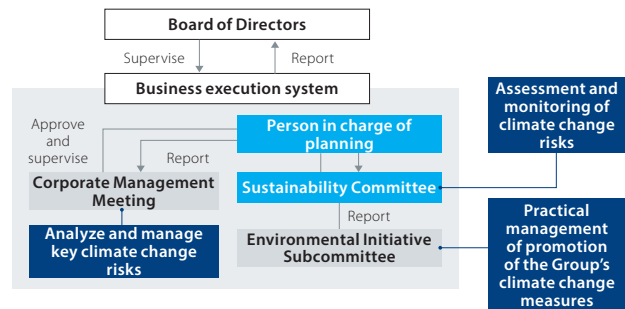 Board of Directors
Supervise
Report
Business execution system
Assessment and
monitoring of
climate change
risks
Approve
and
supervise
Person in charge of
planning
Report
Corporate Management
Meeting
Sustainability Committee
Analyze and manage
key climate change
risks
Report
Environmental Initiative
Subcommittee
Practical
management
of promotion
of the Group’s
climate change
measures